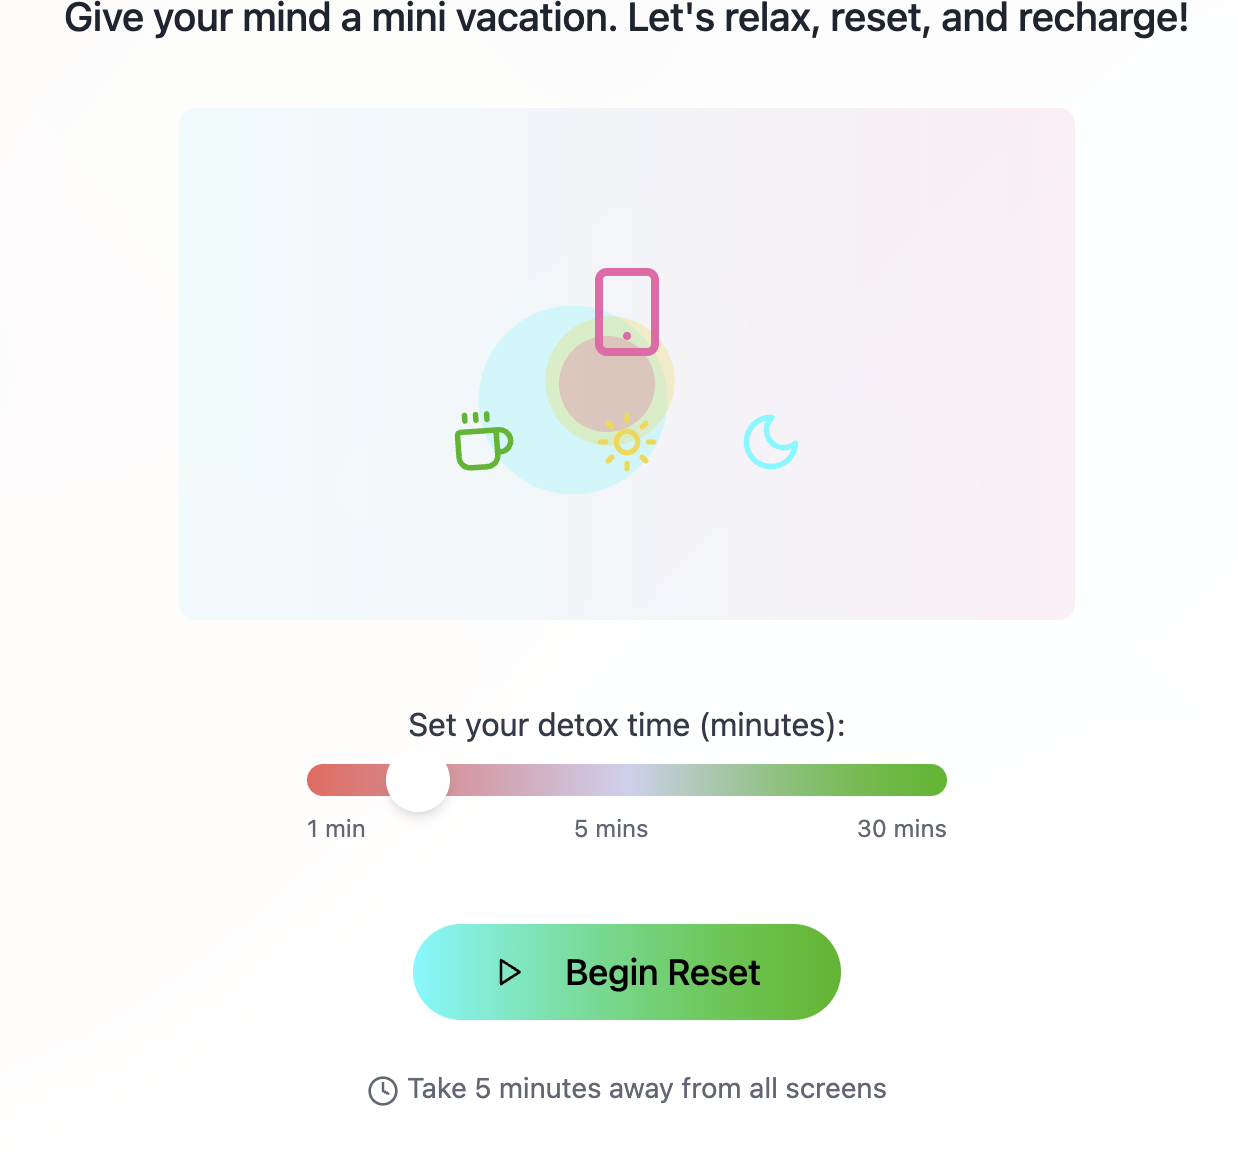 Give your mind a mini vacation. Let's relax, reset, and recharge!
Set your detox time (minutes):
1 min 5 mins 30 mins
Begin Reset
Take 5 minutes away from all screens